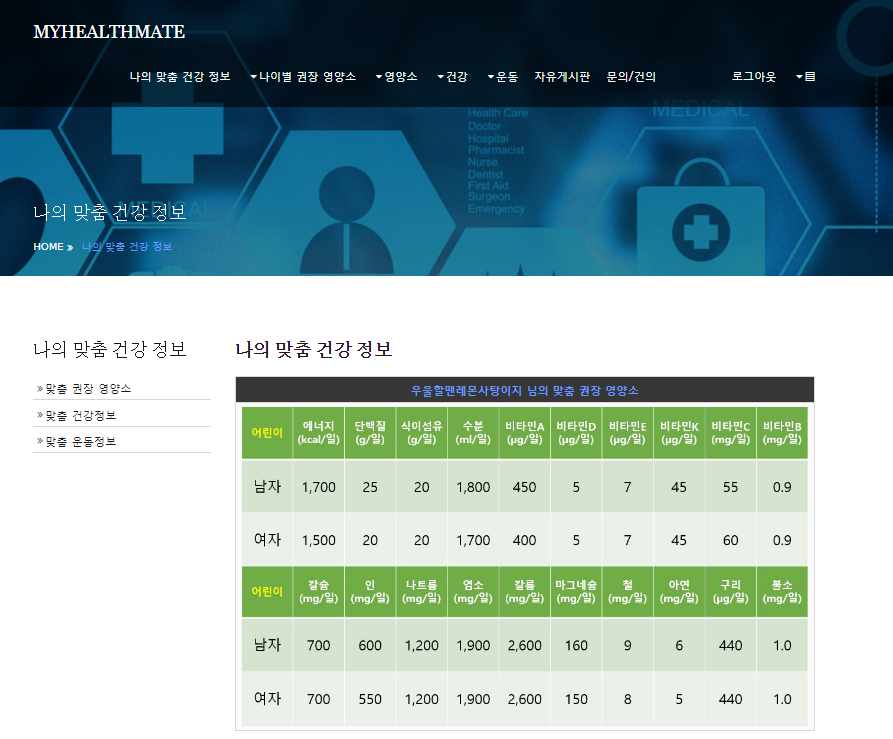 MYHEALTHMATE
나의 맞춤 건강 정보 나이별 권장 영양소 영양소 건강 운동 자유게시판 문의/건의 로그아웃
Health Care
Doctor
MEDICAL
Hospital
Pharmacist
Nurse
Dentist
First Aid
Surgeon
Emergency
나의 맞춤 건강 정보
HOME » 나의 맞춤 건강 정보
나의 맞춤 건강 정보
» 맞춤 권장 영양소
» 맞춤 건강정보
» 맞춤 운동정보
나의 맞춤 건강 정보
우울할땐레몬사탕이지 님의 맞춤 권장 영양소
어린이 에너지 (kcal/일) 단백질 (g/일) 식이섬유 (g/일) 수분 (ml/일) 비타민A (μg/일) 비타민D (μg/일) 비타민E (μg/일) 비타민K (μg/일) 비타민C (mg/일) 비타민B (mg/일)
남자 1,700 25 20 1,800 450 5 7 45 55 0.9
여자 1,500 20 20 1,700 400 5 7 45 60 0.9
어린이 칼슘 (mg/일) 인 (mg/일) 나트륨 (mg/일) 염소 (mg/일) 칼륨 (mg/일) 마그네슘 (mg/일) 철 (mg/일) 아연 (mg/일) 구리 (μg/일) 불소 (mg/일)
남자 700 600 1,200 1,900 2,600 160 9 6 440 1.0
여자 700 550 1,200 1,900 2,600 150 8 5 440 1.0